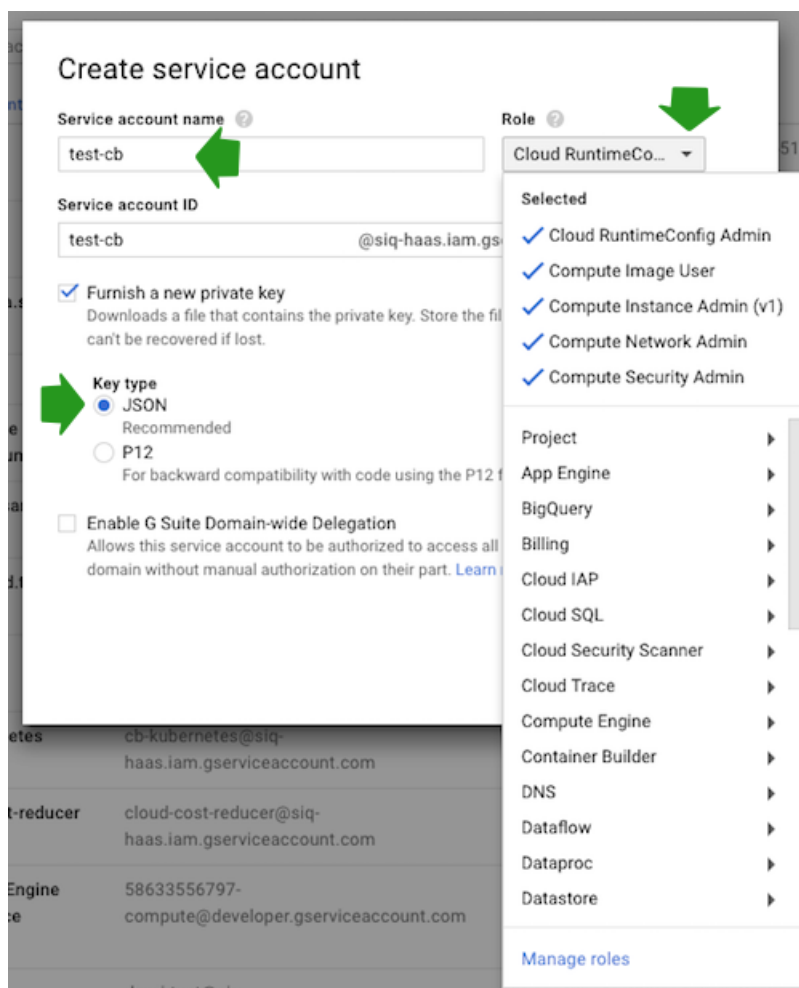 Create service account
Service account name
Role
test-cb
Cloud RuntimeCo...
51
Service account ID
test-cb @siq-haas.iam.gs
Furnish a new private key
Downloads a file that contains the private key. Store the fil
can't be recovered if lost.
Key type
JSON
Recommended
P12
For backward compatibility with code using the P12 f
Enable G Suite Domain-wide Delegation
Allows this service account to be authorized to access all
domain without manual authorization on their part. Learn
Selected
Cloud RuntimeConfig Admin
Compute Image User
Compute Instance Admin (v1)
Compute Network Admin
Compute Security Admin
Project
App Engine
BigQuery
Billing
Cloud IAP
Cloud SQL
Cloud Security Scanner
Cloud Trace
Compute Engine
Container Builder
DNS
Dataflow
Dataproc
Datastore
Manage roles
etes cb-kubernetes@siq-
haas.iam.gserviceaccount.com
t-reducer cloud-cost-reducer@siq-
haas.iam.gserviceaccount.com
Engine 58633556797-
ce compute@developer.gserviceaccount.com